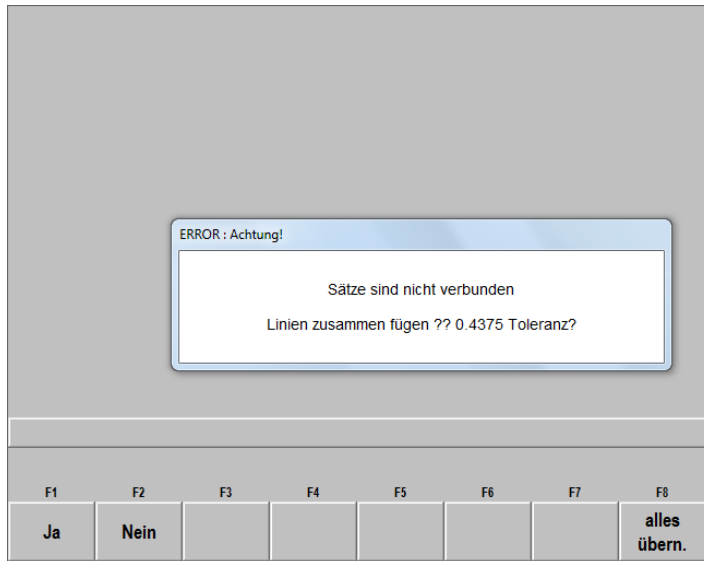 ERROR : Achtung!
Sätze sind nicht verbunden
Linien zusammen fügen ?? 0.4375 Toleranz?
F1 F2 F3 F4 F5 F6 F7 F8
Ja Nein alles
übern.